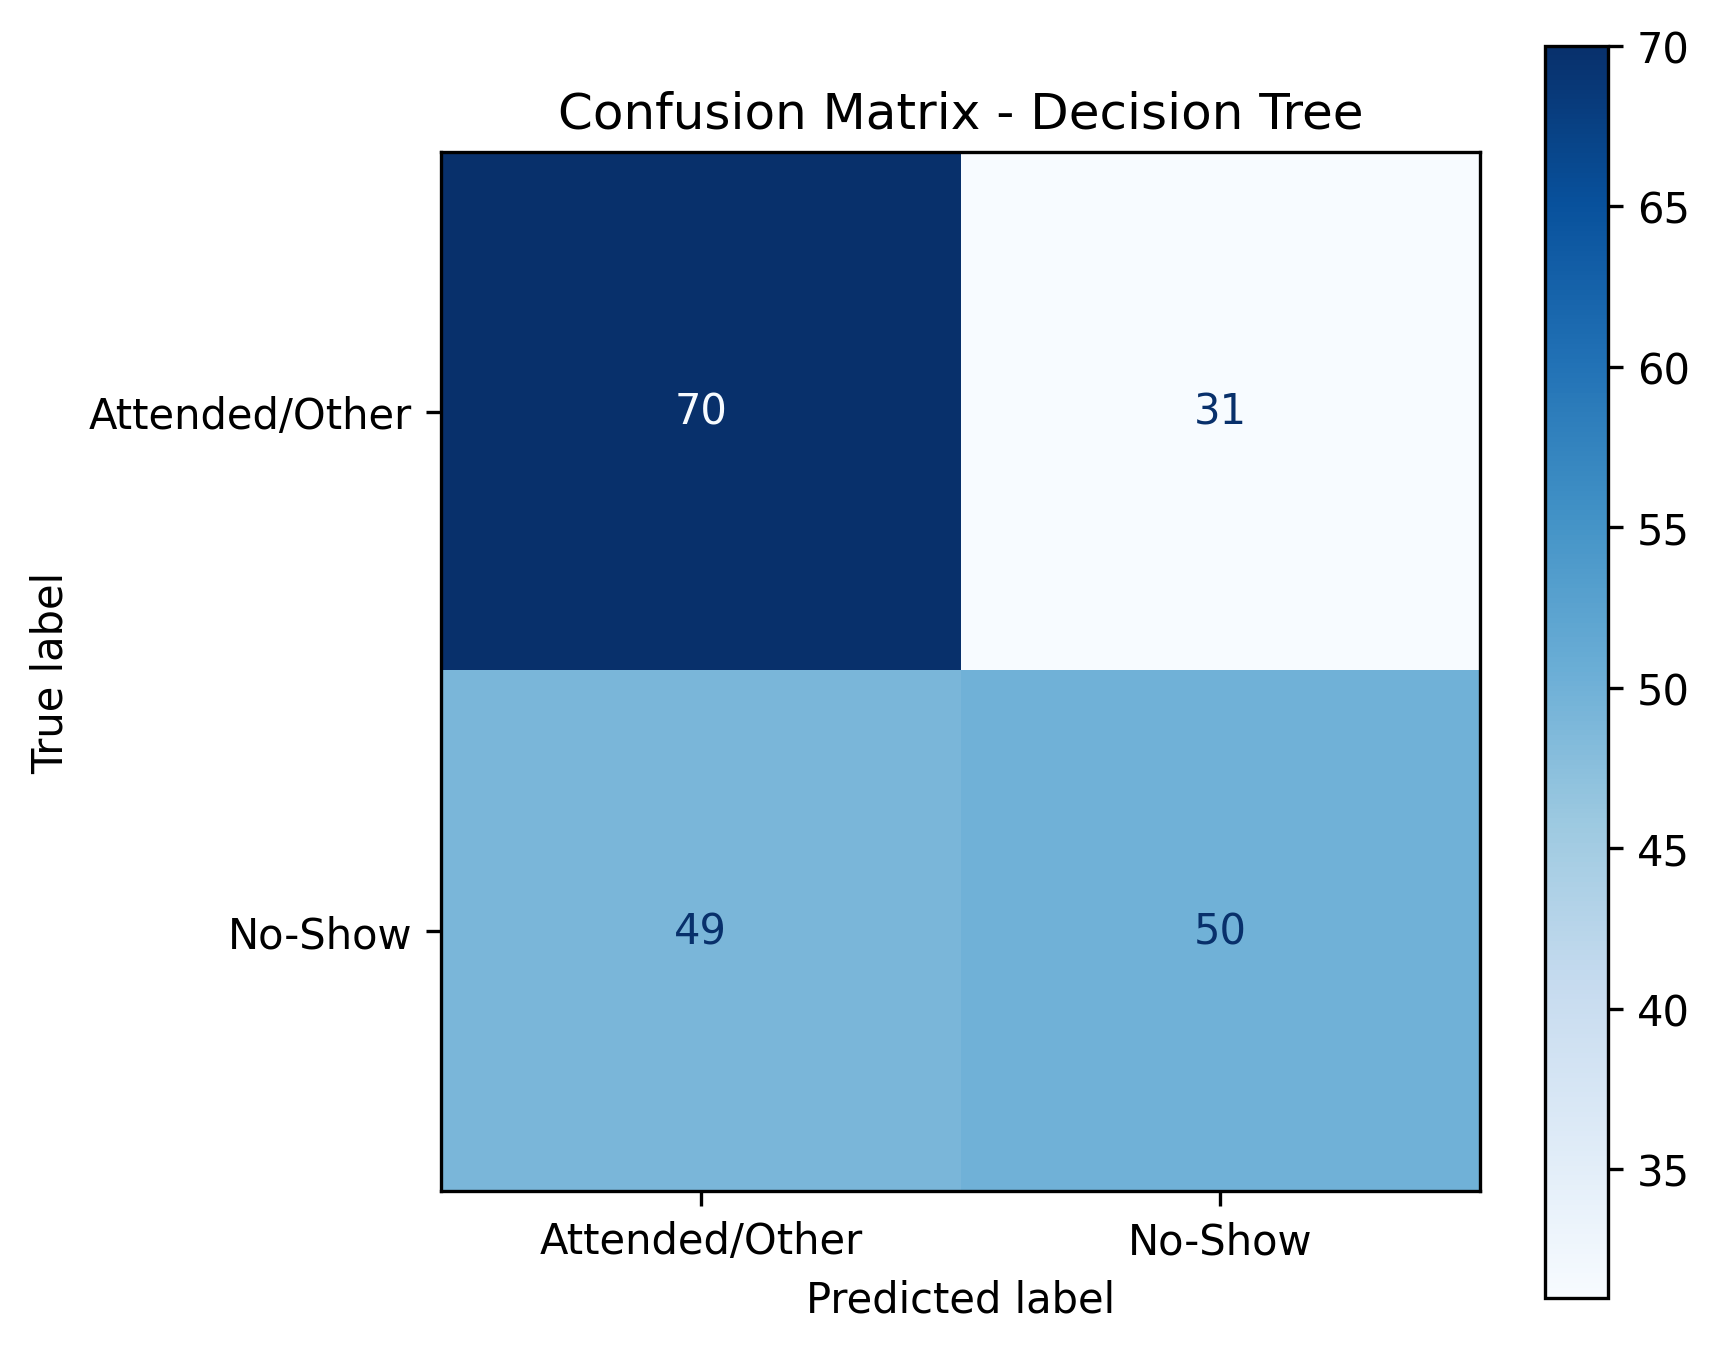 Confusion Matrix - Decision Tree
True label
Attended/Other
No-Show
70
31
49
50
Attended/Other
No-Show
Predicted label
70
65
60
55
50
45
40
35